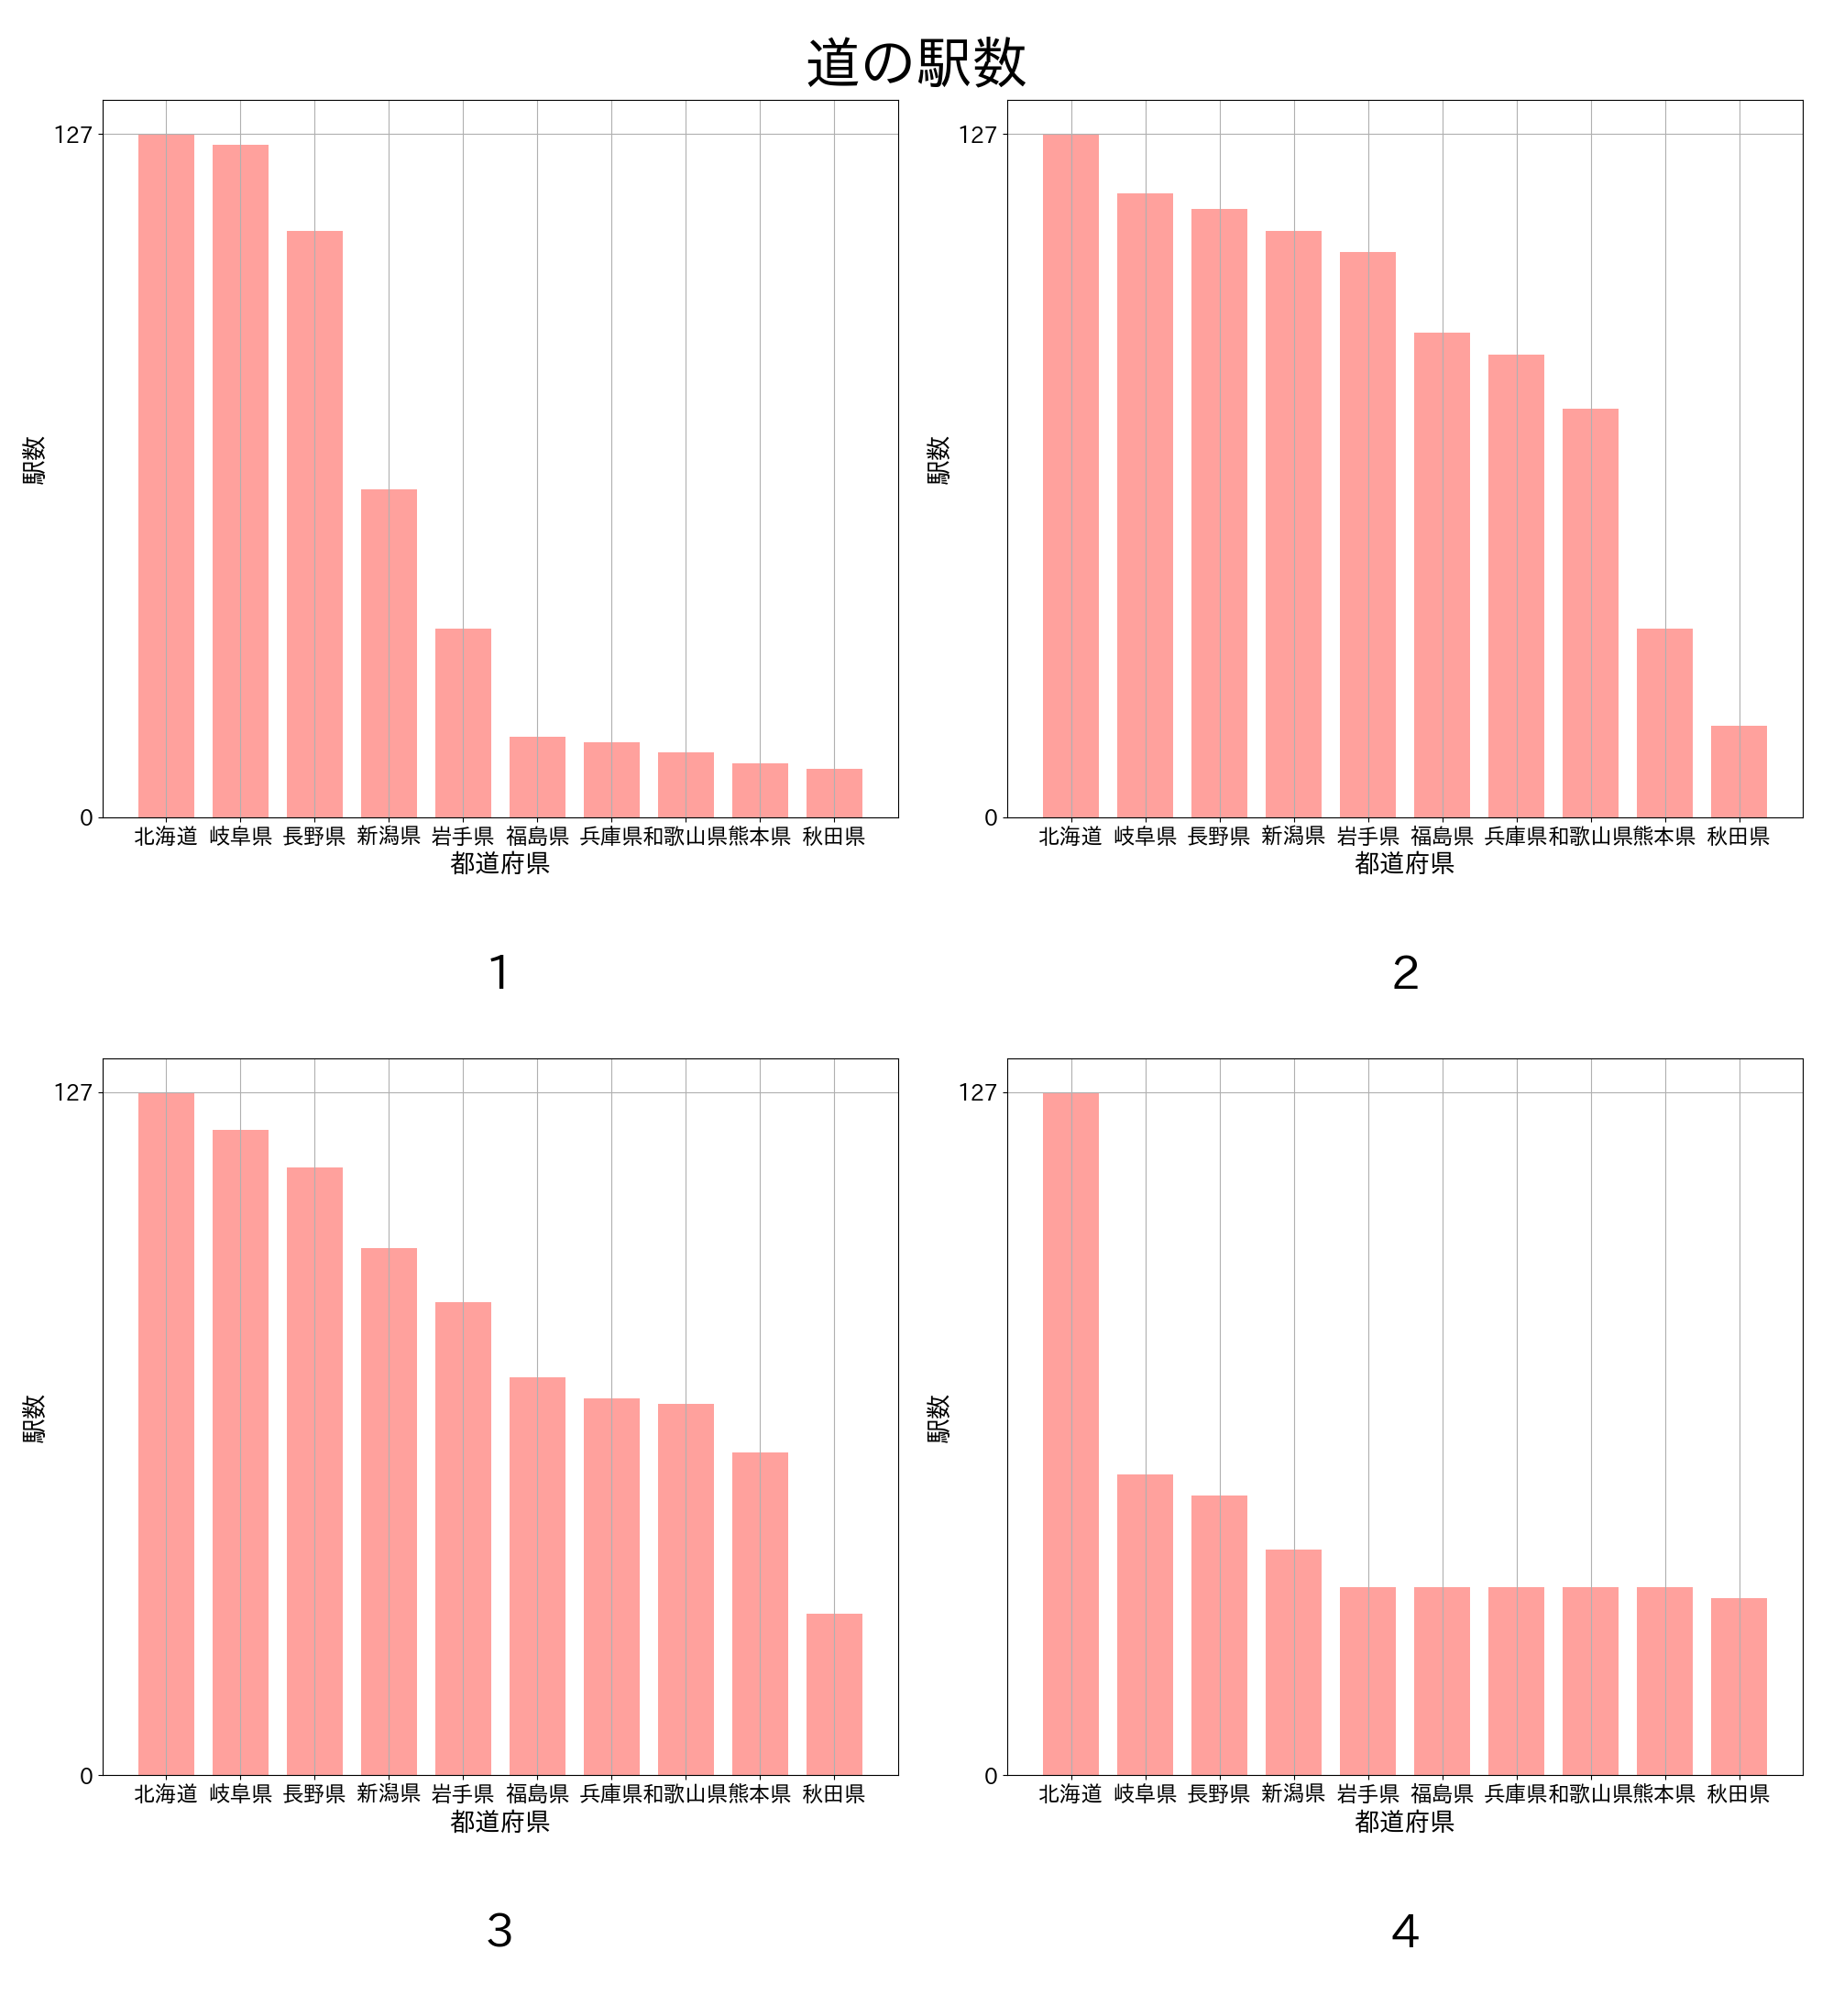 道の駅数
127
0
駅数
北海道 岐阜県 長野県 新潟県 岩手県 福島県 兵庫県 和歌山県 熊本県 秋田県
都道府県
1
127
0
駅数
北海道 岐阜県 長野県 新潟県 岩手県 福島県 兵庫県 和歌山県 熊本県 秋田県
都道府県
2
127
0
駅数
北海道 岐阜県 長野県 新潟県 岩手県 福島県 兵庫県 和歌山県 熊本県 秋田県
都道府県
3
127
0
駅数
北海道 岐阜県 長野県 新潟県 岩手県 福島県 兵庫県 和歌山県 熊本県 秋田県
都道府県
4